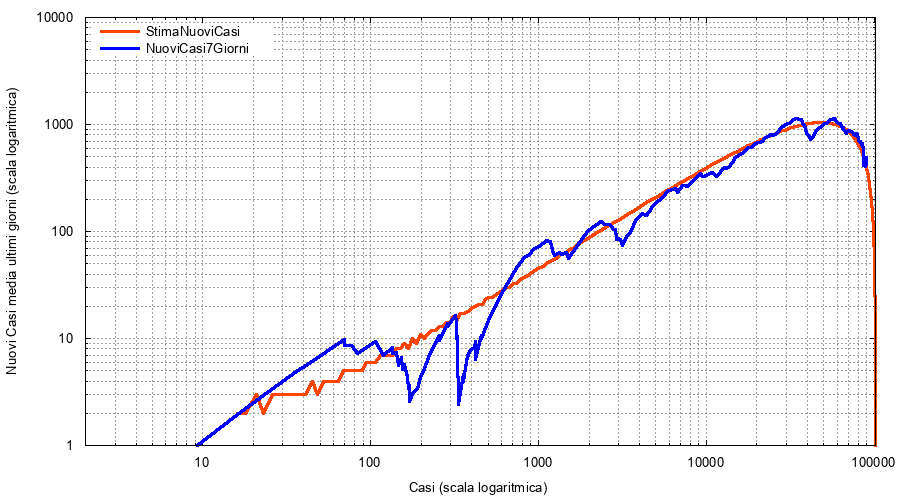 10000
StimaNuoviCasi
NuoviCasi7Giorni
1000
100
10
1
Nuovi Casi media ultimi giorni (scala logaritmica)
10
100
1000
10000
100000
Casi (scala logaritmica)